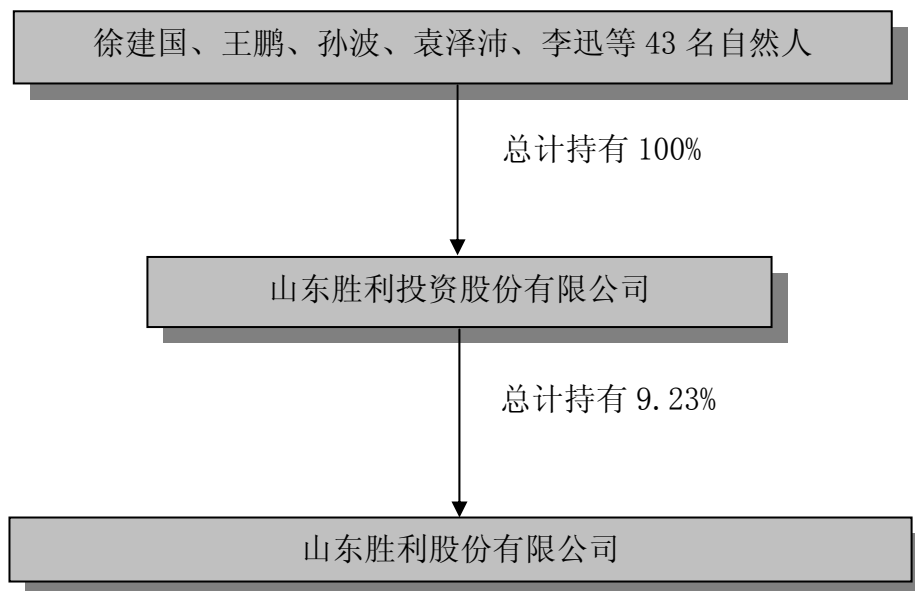 徐建国、王鹏、孙波、袁泽沛、李迅等 43 名自然人
总计持有 100%
山东胜利投资股份有限公司
总计持有 9.23%
山东胜利股份有限公司